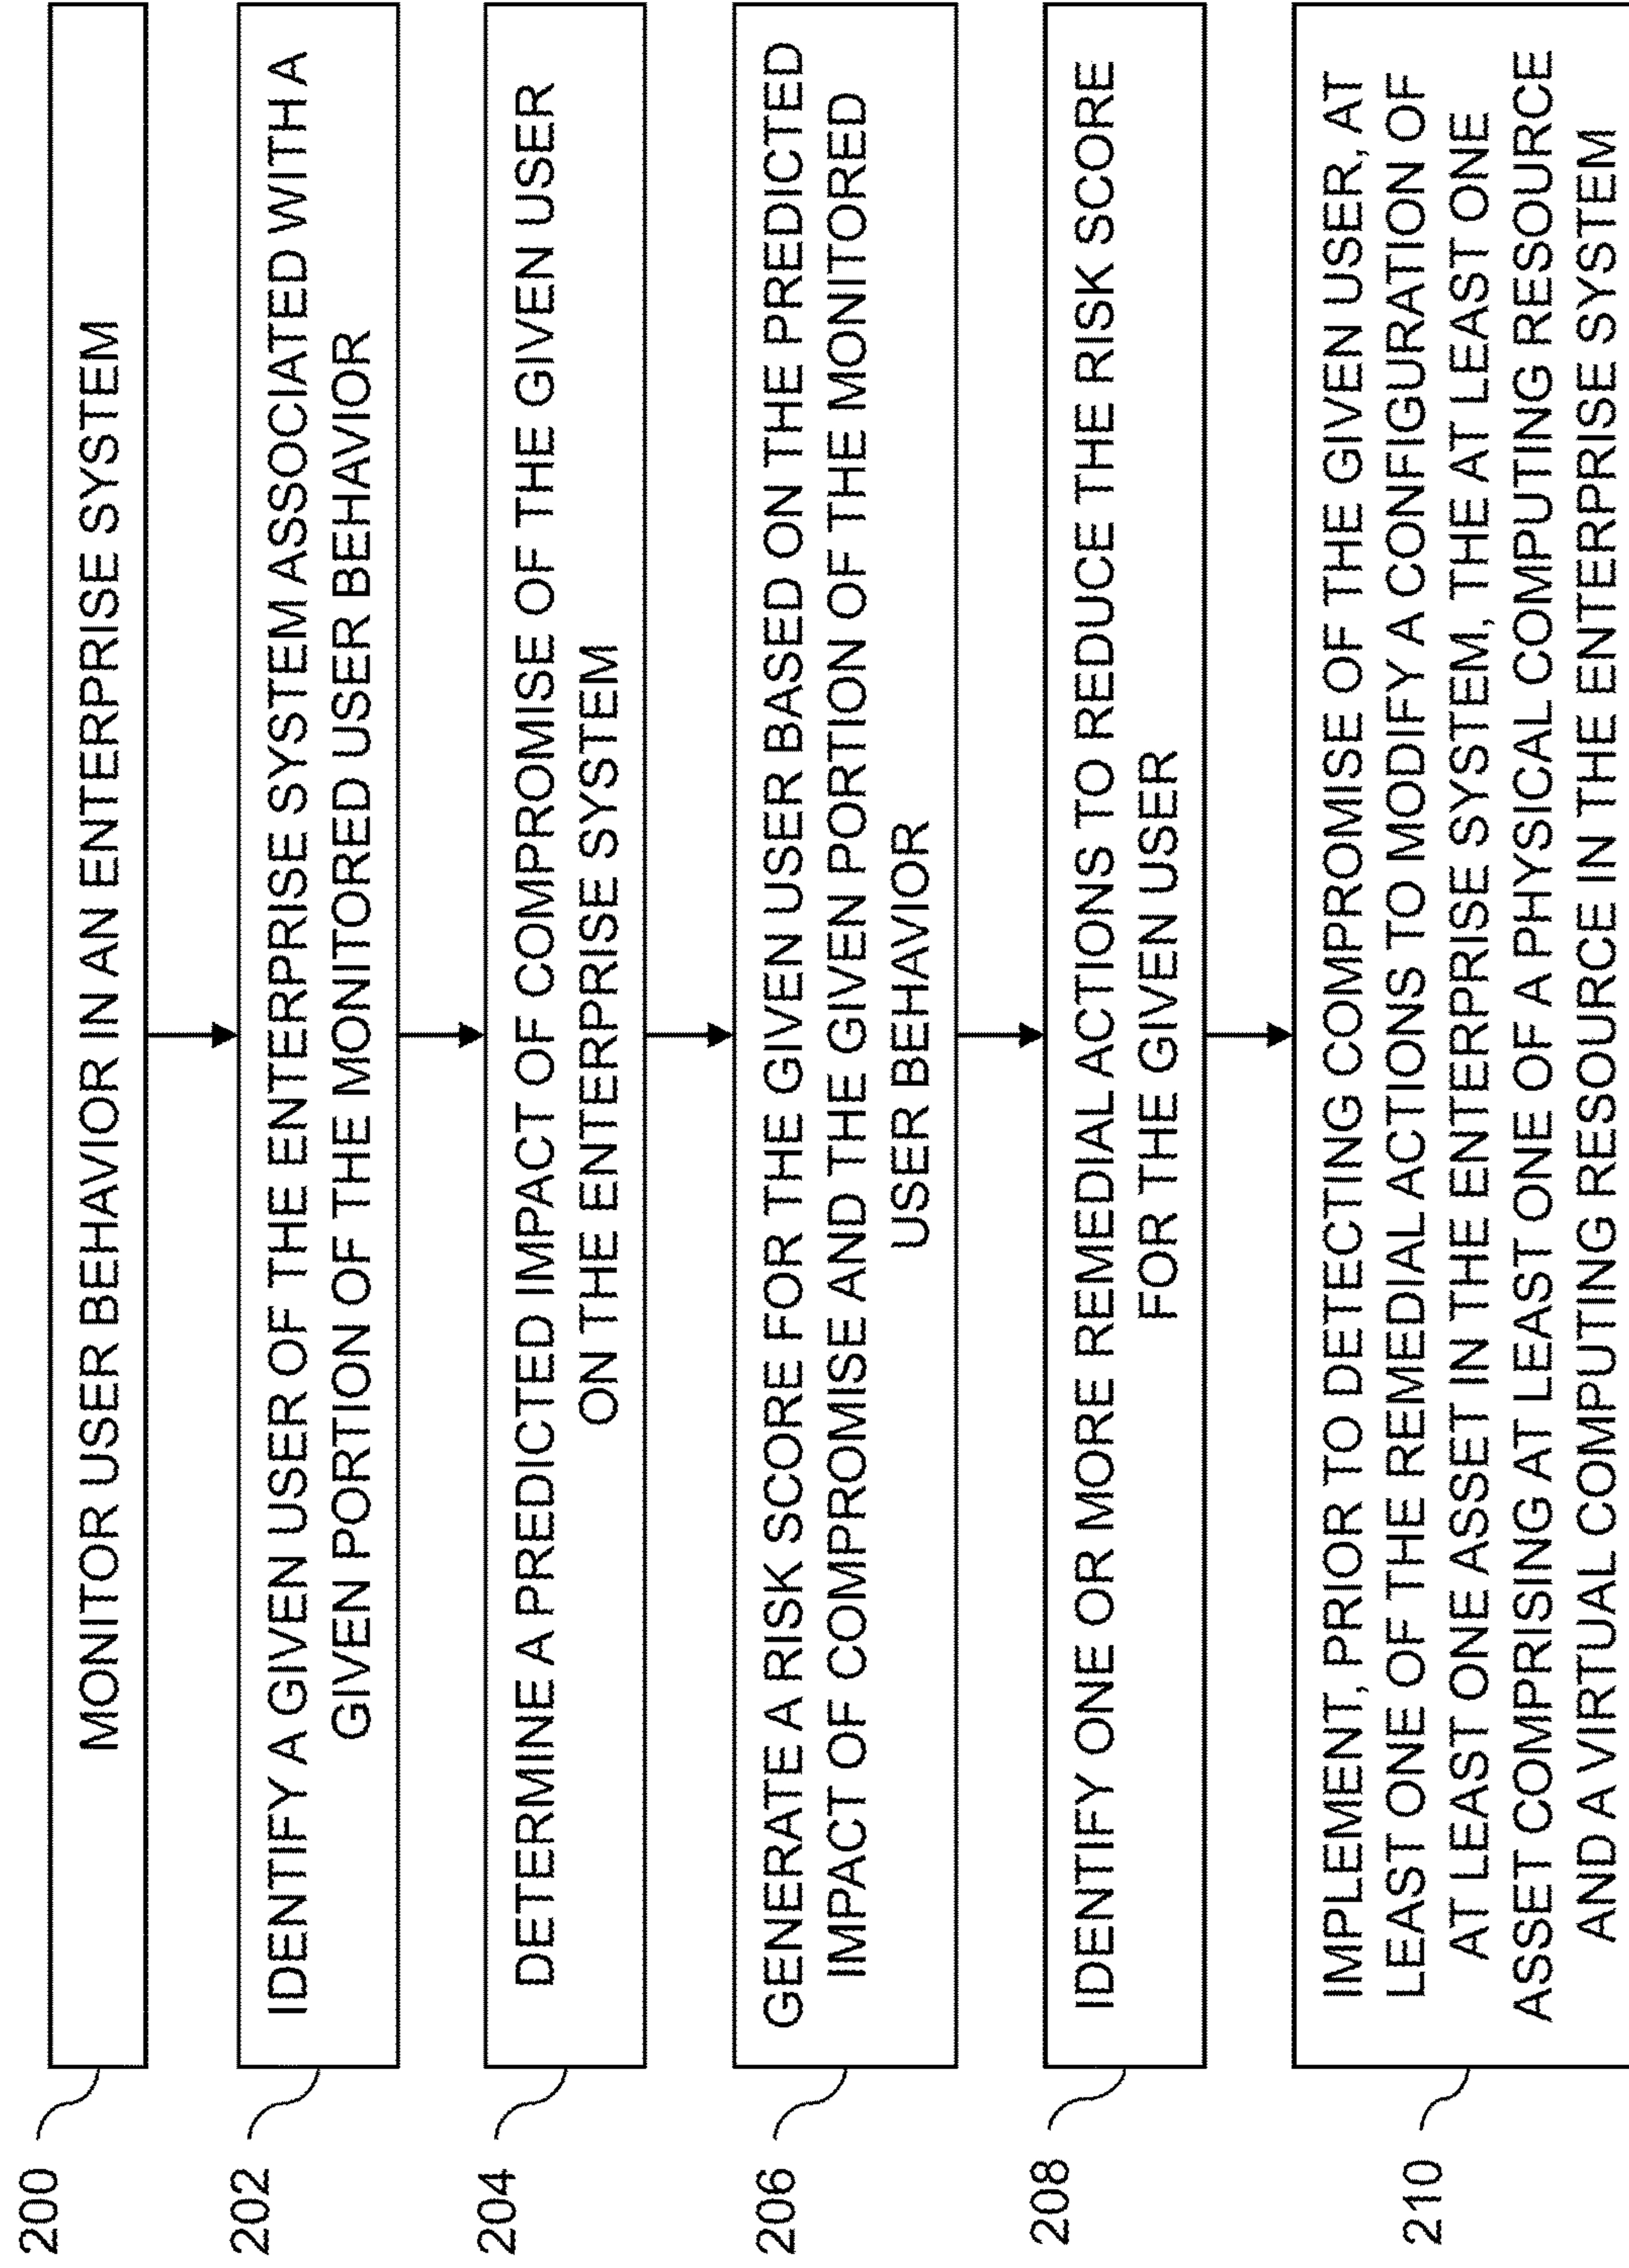 200
MONITOR USER BEHAVIOR IN AN ENTERPRISE SYSTEM
202
IDENTIFY A GIVEN USER OF THE ENTERPRISE SYSTEM ASSOCIATED WITH A
GIVEN PORTION OF THE MONITORED USER BEHAVIOR
204
DETERMINE A PREDICTED IMPACT OF COMPROMISE OF THE GIVEN USER
ON THE ENTERPRISE SYSTEM
206
GENERATE A RISK SCORE FOR THE GIVEN USER BASED ON THE PREDICTED
IMPACT OF COMPROMISE AND THE GIVEN PORTION OF THE MONITORED
USER BEHAVIOR
208
IDENTIFY ONE OR MORE REMEDIAL ACTIONS TO REDUCE THE RISK SCORE
FOR THE GIVEN USER
210
IMPLEMENT, PRIOR TO DETECTING COMPROMISE OF THE GIVEN USER, AT
LEAST ONE OF THE REMEDIAL ACTIONS TO MODIFY A CONFIGURATION OF
AT LEAST ONE ASSET IN THE ENTERPRISE SYSTEM, THE AT LEAST ONE
ASSET COMPRISING AT LEAST ONE OF A PHYSICAL COMPUTING RESOURCE
AND A VIRTUAL COMPUTING RESOURCE IN THE ENTERPRISE SYSTEM